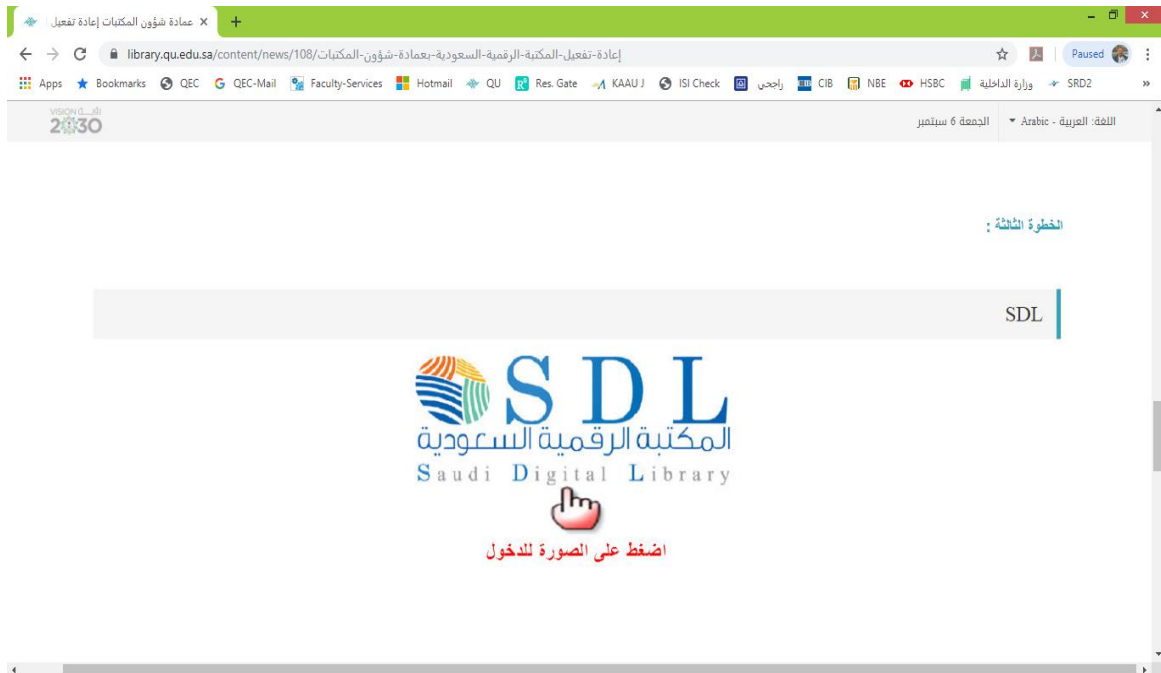 عمادة شؤون المكتبات إعادة تفعيل
library.qu.edu.sa/content/news/108/إعادة-تفعيل-المكتبة-الرقمية-السعودية-بعمادة-شؤون-المكتبات
Paused
Apps Bookmarks QEC QEC-Mail Faculty-Services Hotmail QU Res. Gate KAAU J ISI Check راجحي CIB NBE HSBC وزارة الداخلية SRD2 »
VISION رؤيــة
2030
اللغة: العربية - Arabic الجمعة 6 سبتمبر
الخطوة الثالثة :
SDL
SDL
المكتبة الرقمية السعودية
Saudi Digital Library
اضغط على الصورة للدخول